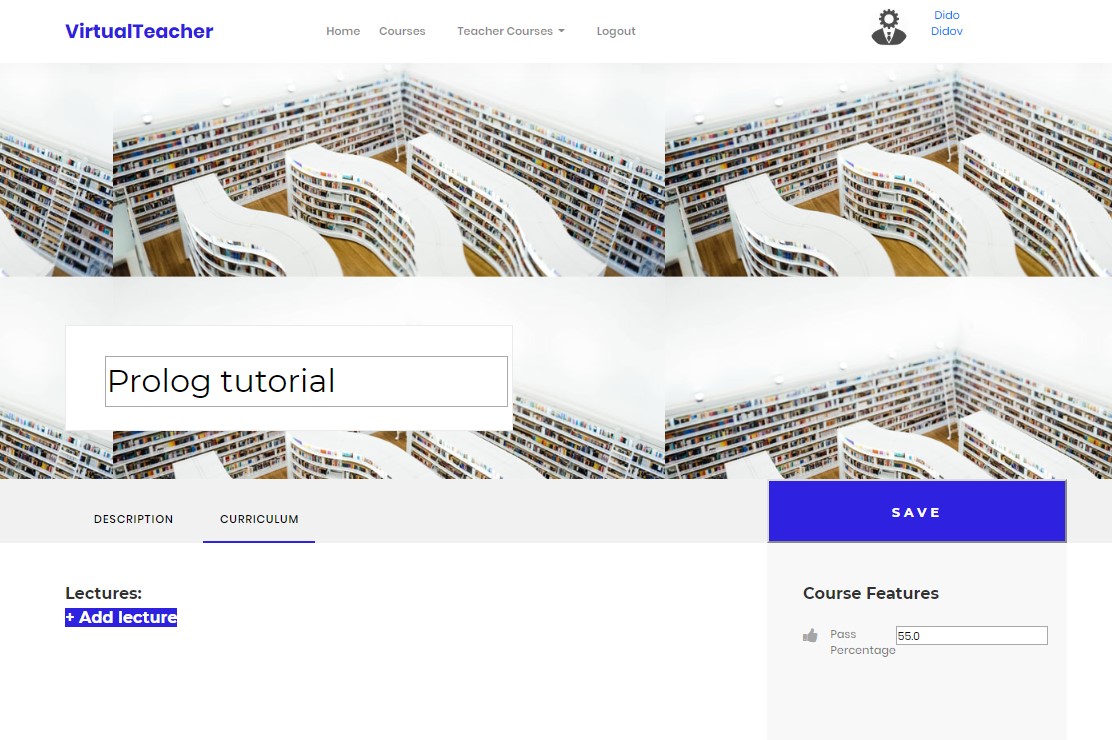 VirtualTeacher
Home Courses Teacher Courses Logout
Dido
Didov
Prolog tutorial
DESCRIPTION CURRICULUM
SAVE
Lectures:
+ Add lecture
Course Features
Pass
Percentage
55.0